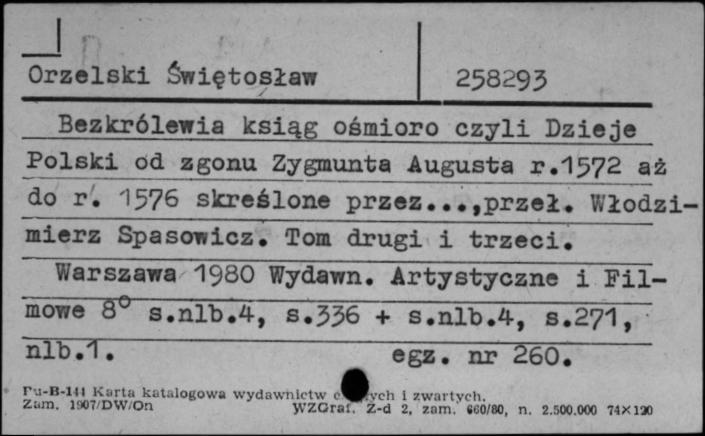 Orzelski Świętosław 258293
Bezkrólewia ksiąg ośmioro czyli Dzieje
Polski od zgonu Zygmunta Augusta r.1572 aż
do r. 1576 skreślone przez...,przeł. Włodzi-
mierz Spasowicz. Tom drugi i trzeci.
Warszawa 1980 Wydawn. Artystyczne i Fil-
mowe 8° s.nlb.4, s.336 + s.nlb.4, s.271,
nlb.1. egz. nr 260.
Pu-B-144 Karta katalogowa wydawnictw i zwartych.
Zam. 1907/DW/On WZGraf. Z-d 2, zam. 660/80, n. 2.500.000 74×120